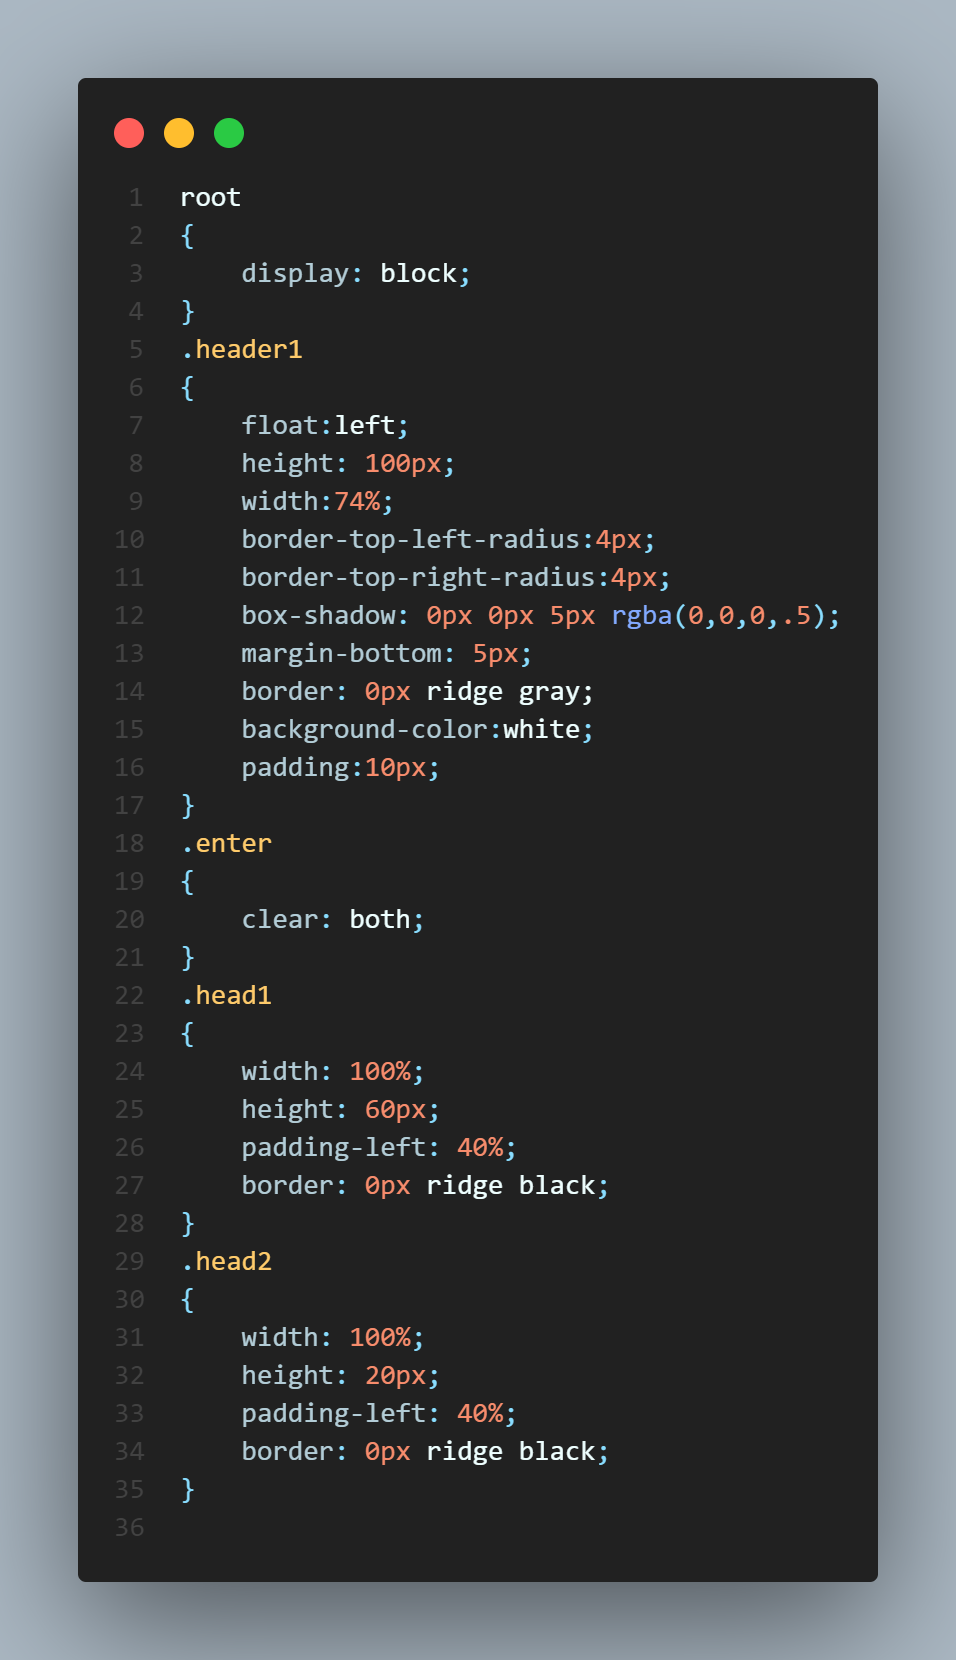 1 root
2 {
3     display: block;
4 }
5 .header1
6 {
7     float:left;
8     height: 100px;
9     width:74%;
10     border-top-left-radius:4px;
11     border-top-right-radius:4px;
12     box-shadow: 0px 0px 5px rgba(0,0,0,.5);
13     margin-bottom: 5px;
14     border: 0px ridge gray;
15     background-color:white;
16     padding:10px;
17 }
18 .enter
19 {
20     clear: both;
21 }
22 .head1
23 {
24     width: 100%;
25     height: 60px;
26     padding-left: 40%;
27     border: 0px ridge black;
28 }
29 .head2
30 {
31     width: 100%;
32     height: 20px;
33     padding-left: 40%;
34     border: 0px ridge black;
35 }
36